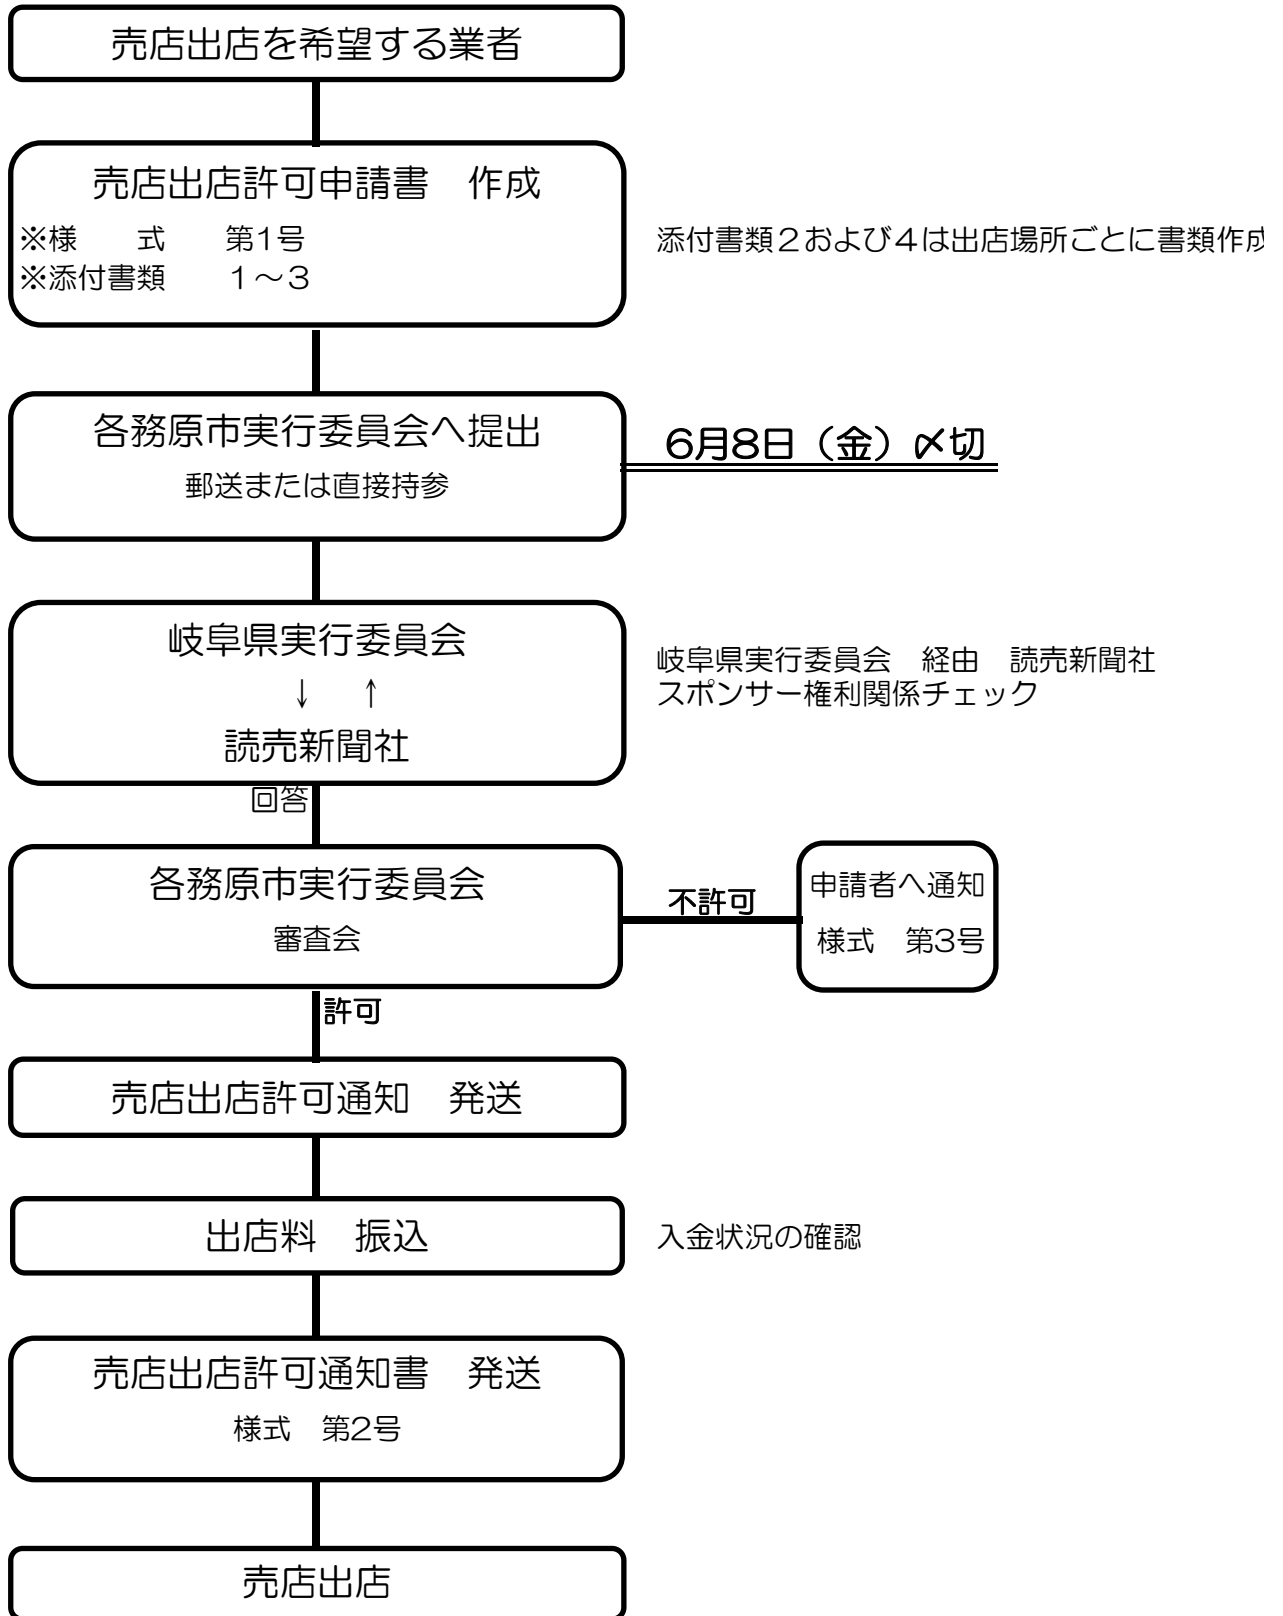 売店出店を希望する業者
売店出店許可申請書　作成
※様　　式　　第1号
※添付書類　　１～３
添付書類２および４は出店場所ごとに書類作成
各務原市実行委員会へ提出
郵送または直接持参
6月8日（金）〆切
岐阜県実行委員会
↓　↑
読売新聞社
岐阜県実行委員会　経由　読売新聞社
スポンサー権利関係チェック
回答
各務原市実行委員会
審査会
不許可
申請者へ通知
様式　第3号
許可
売店出店許可通知　発送
出店料　振込
入金状況の確認
売店出店許可通知書　発送
様式　第2号
売店出店